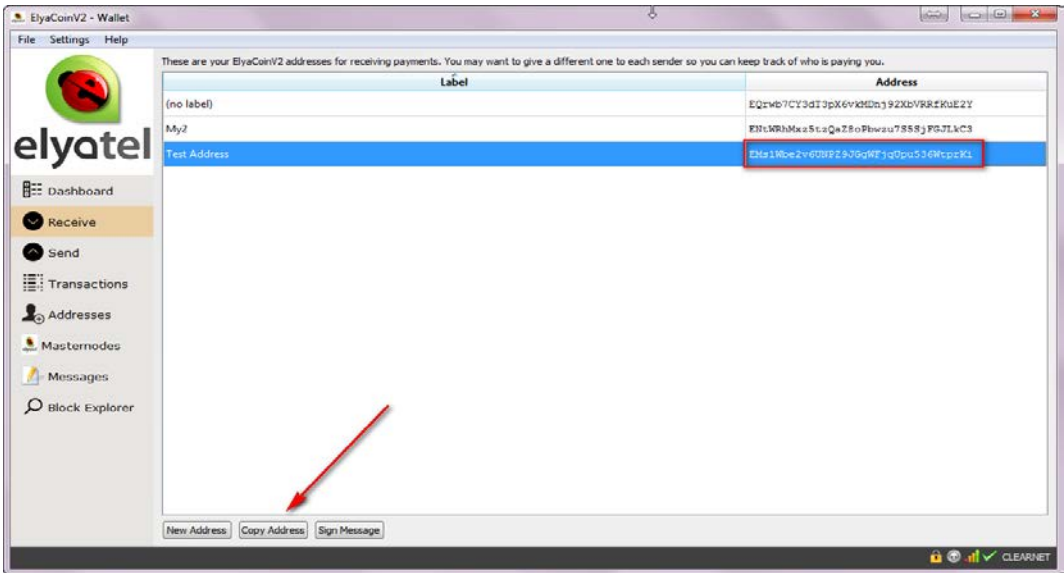 ElyaCoinV2 - Wallet
File Settings Help
elyatel
Dashboard
Receive
Send
Transactions
Addresses
Masternodes
Messages
Block Explorer
These are your ElyaCoinV2 addresses for receiving payments. You may want to give a different one to each sender so you can keep track of who is paying you.
Label Address
(no label)
My2
Test Address
New Address Copy Address Sign Message
CLEARNET